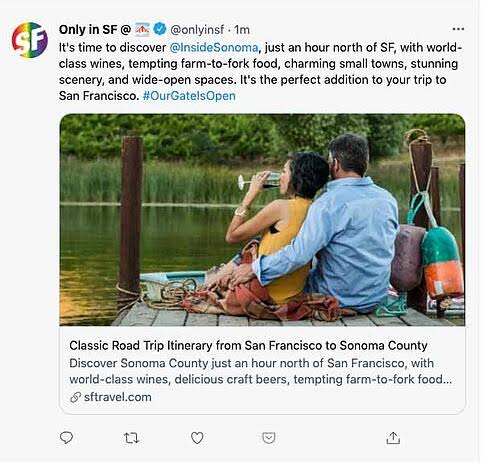 SF
Only in SF @ 🌁 @onlyinsf · 1m
It's time to discover @InsideSonoma, just an hour north of SF, with world-
class wines, tempting farm-to-fork food, charming small towns, stunning
scenery, and wide-open spaces. It's the perfect addition to your trip to
San Francisco. #OurGateIsOpen
Classic Road Trip Itinerary from San Francisco to Sonoma County
Discover Sonoma County just an hour north of San Francisco, with
world-class wines, delicious craft beers, tempting farm-to-fork food...
sftravel.com